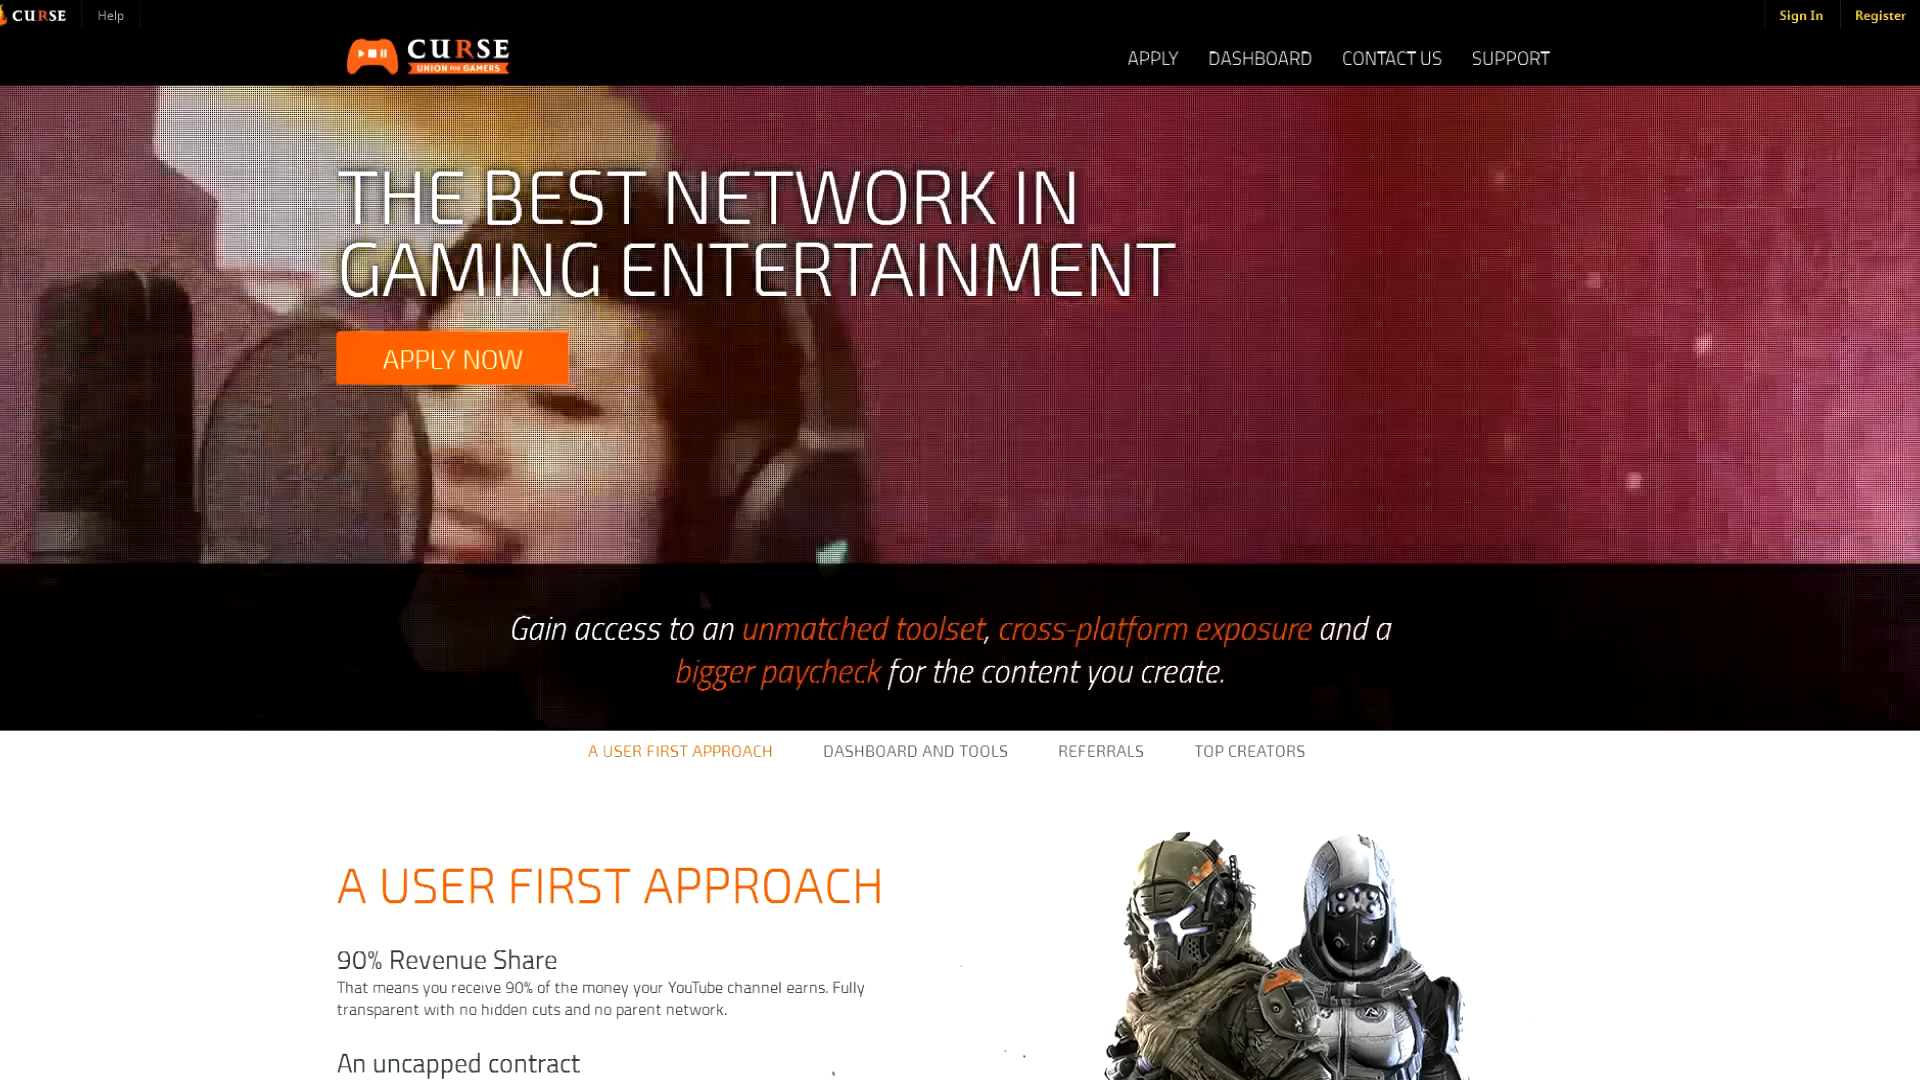 CURSE Help Sign In Register
CURSE
UNION FOR GAMERS
APPLY DASHBOARD CONTACT US SUPPORT
THE BEST NETWORK IN
GAMING ENTERTAINMENT
APPLY NOW
Gain access to an unmatched toolset, cross-platform exposure and a
bigger paycheck for the content you create.
A USER FIRST APPROACH DASHBOARD AND TOOLS REFERRALS TOP CREATORS
A USER FIRST APPROACH
90% Revenue Share
That means you receive 90% of the money your YouTube channel earns. Fully
transparent with no hidden cuts and no parent network.
An uncapped contract